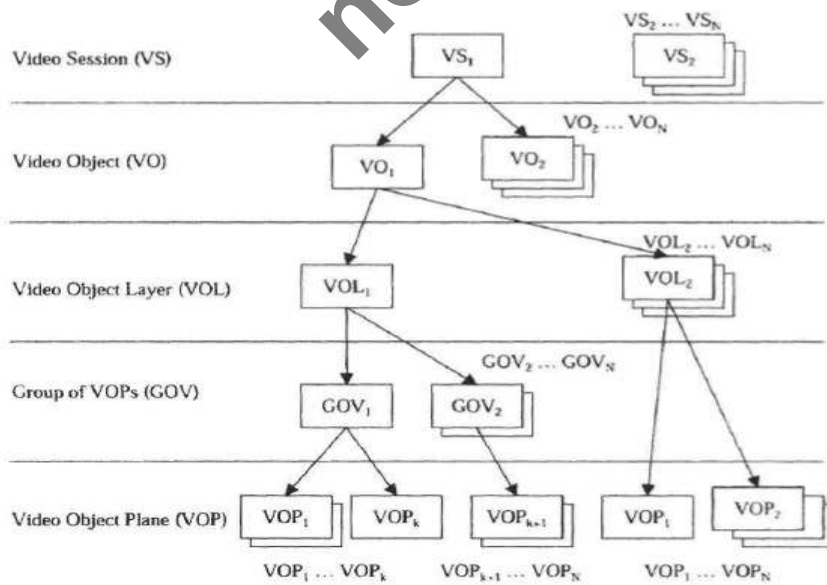 VS₂ ... VS_N
Video Session (VS)
VS₁
VS₂
VO₂ ... VO_N
Video Object (VO)
VO₁
VO₂
VOL₂ ... VOL_N
Video Object Layer (VOL)
VOL₁
VOL₂
GOV₂ ... GOV_N
Group of VOPs (GOV)
GOV₁
GOV₂
Video Object Plane (VOP)
VOP₁
VOP_k
VOP_{k+1}
VOP₁
VOP₂
VOP₁ ... VOP_k
VOP_{k+1} ... VOP_N
VOP₁ ... VOP_N